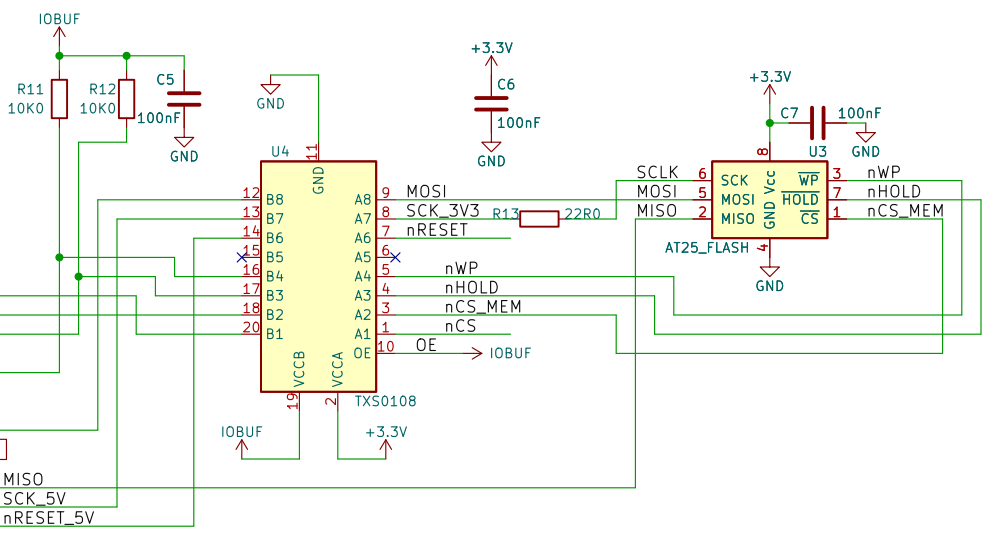 IOBUF
+3.3V
+3.3V
R11
10K0
R12
10K0
C5
100nF
GND
GND
C6
100nF
GND
C7
100nF
GND
U4
11
GND
12 B8 A8 9 MOSI
13 B7 A7 8 SCK_3V3 R13 22R0
14 B6 A6 7 nRESET
15 B5 A5 6
16 B4 A4 5 nWP
17 B3 A3 4 nHOLD
18 B2 A2 3 nCS_MEM
20 B1 A1 1 nCS
OE 10 OE IOBUF
VCCB VCCA
19 2 TXS0108
IOBUF
+3.3V
8 U3
SCLK 6 SCK Vcc WP 3 nWP
MOSI 5 MOSI HOLD 7 nHOLD
MISO 2 MISO GND CS 1 nCS_MEM
AT25_FLASH 4
GND
MISO
SCK_5V
nRESET_5V